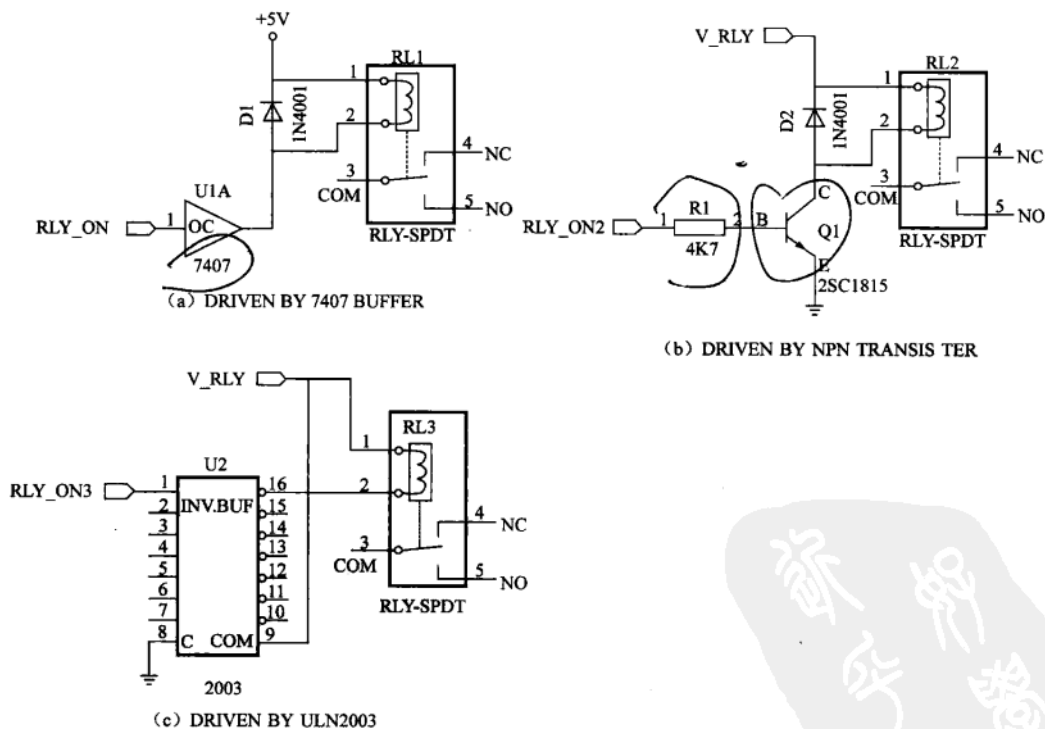 +5V
RL1
1
D1
1N4001
2
4 NC
3
COM
5 NO
U1A
RLY_ON
1
OC
7407
RLY-SPDT
(a) DRIVEN BY 7407 BUFFER
V_RLY
RL2
1
D2
1N4001
2
4 NC
3
COM
5 NO
C
RLY_ON2
1
R1
2
B
Q1
4K7
E
2SC1815
RLY-SPDT
(b) DRIVEN BY NPN TRANSIS TER
V_RLY
RL3
1
U2
2
RLY_ON3
1
16
2
INV.BUF
15
3
14
4
13
5
12
6
11
7
10
8
C
COM
9
4 NC
3
COM
5 NO
RLY-SPDT
2003
(c) DRIVEN BY ULN2003